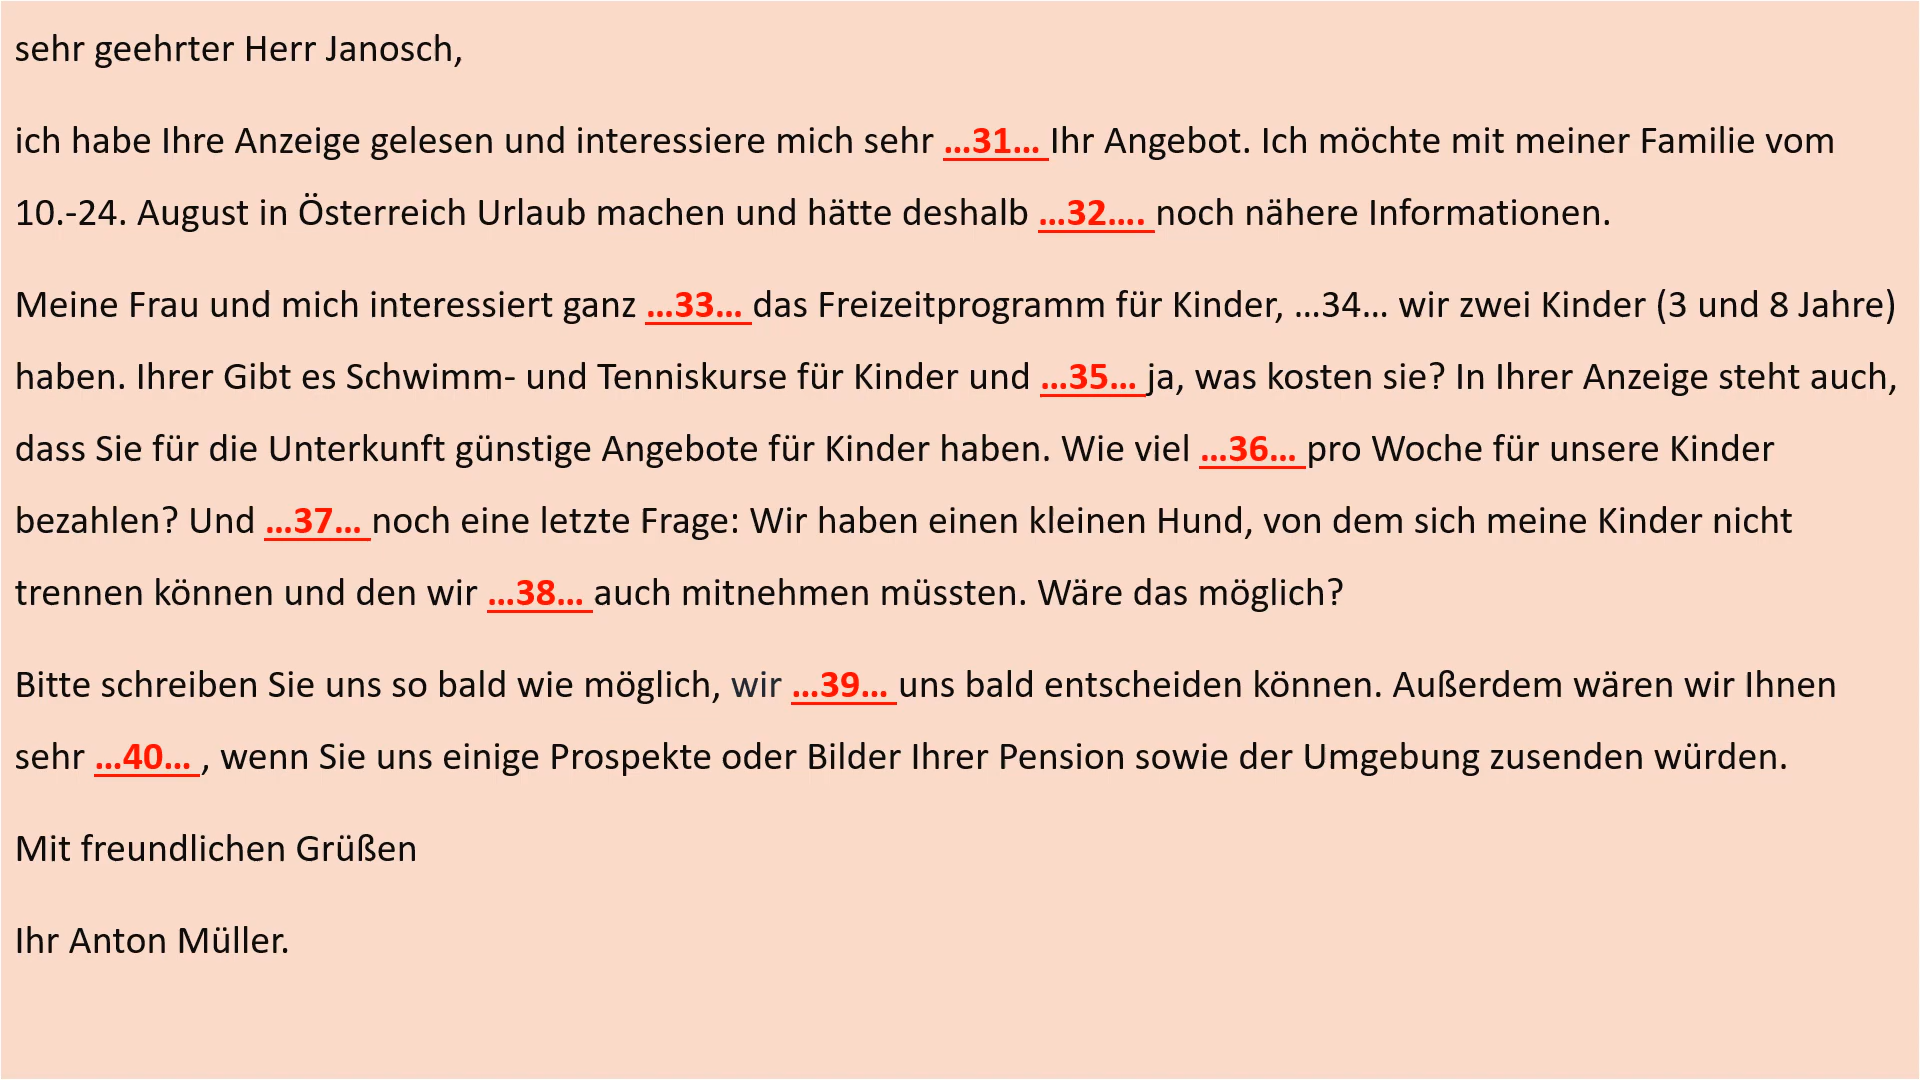 sehr geehrter Herr Janosch,
ich habe Ihre Anzeige gelesen und interessiere mich sehr …31… Ihr Angebot. Ich möchte mit meiner Familie vom
10.-24. August in Österreich Urlaub machen und hätte deshalb …32…. noch nähere Informationen.
Meine Frau und mich interessiert ganz …33… das Freizeitprogramm für Kinder, …34… wir zwei Kinder (3 und 8 Jahre)
haben. Ihrer Gibt es Schwimm- und Tenniskurse für Kinder und …35… ja, was kosten sie? In Ihrer Anzeige steht auch,
dass Sie für die Unterkunft günstige Angebote für Kinder haben. Wie viel …36… pro Woche für unsere Kinder
bezahlen? Und …37… noch eine letzte Frage: Wir haben einen kleinen Hund, von dem sich meine Kinder nicht
trennen können und den wir …38… auch mitnehmen müssten. Wäre das möglich?
Bitte schreiben Sie uns so bald wie möglich, wir …39… uns bald entscheiden können. Außerdem wären wir Ihnen
sehr …40… , wenn Sie uns einige Prospekte oder Bilder Ihrer Pension sowie der Umgebung zusenden würden.
Mit freundlichen Grüßen
Ihr Anton Müller.